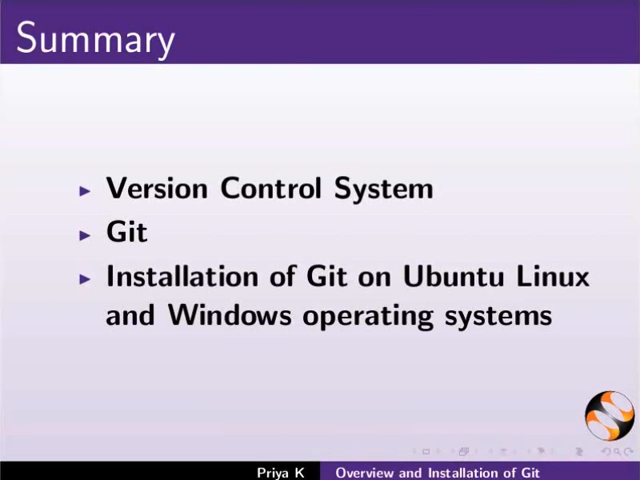 Summary
Version Control System
Git
Installation of Git on Ubuntu Linux
and Windows operating systems
Priya K
Overview and Installation of Git